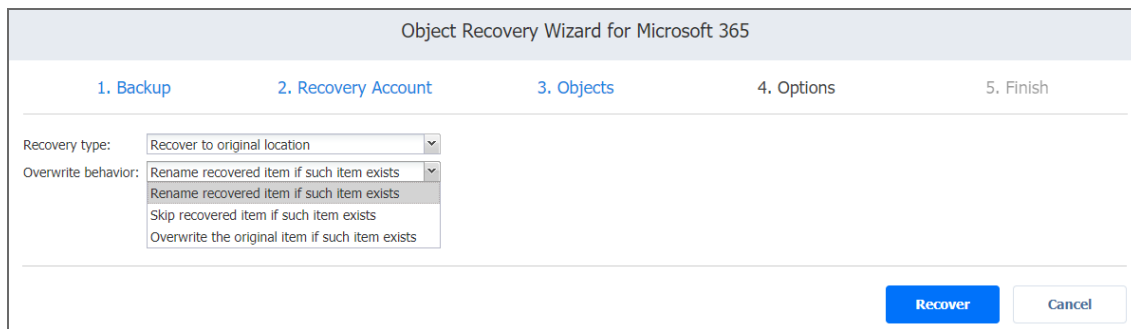 Object Recovery Wizard for Microsoft 365
1. Backup 2. Recovery Account 3. Objects 4. Options 5. Finish
Recovery type: Recover to original location
Overwrite behavior: Rename recovered item if such item exists
Rename recovered item if such item exists
Skip recovered item if such item exists
Overwrite the original item if such item exists
Recover Cancel